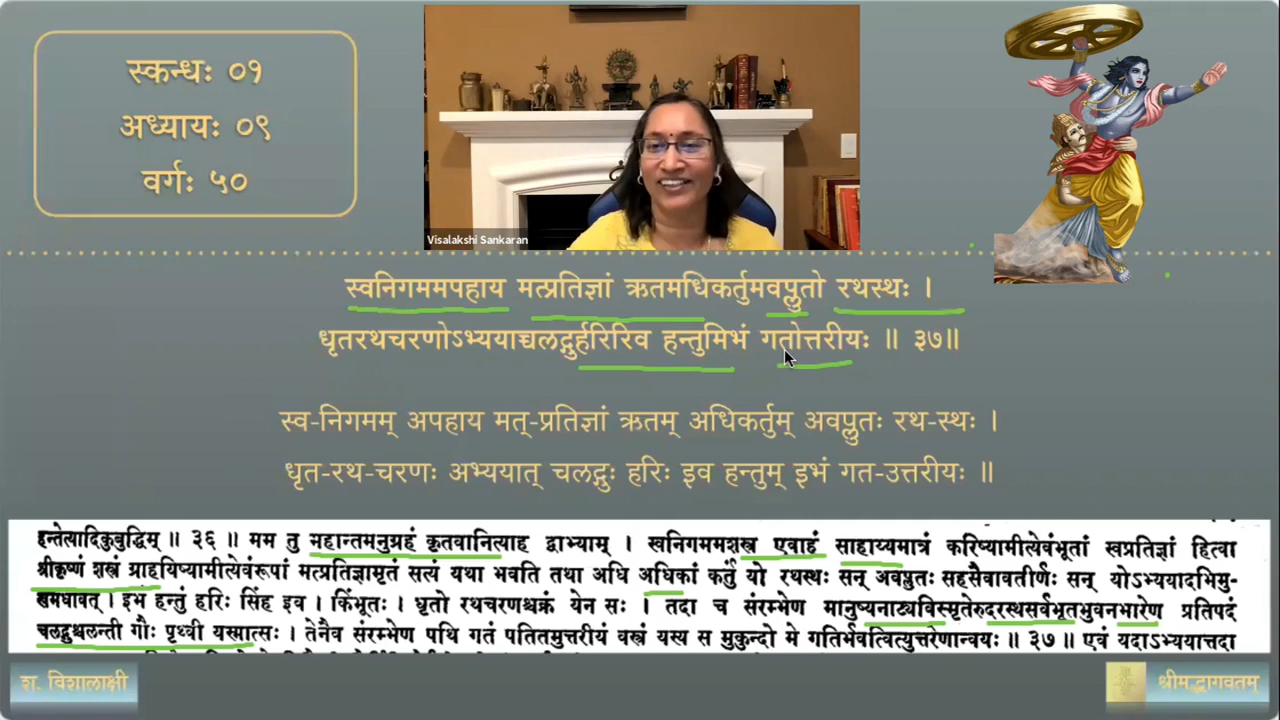 स्कन्धः ०१
अध्यायः ०९
वर्गः ५०
Visalakshi Sankaran
स्वनिगममपहाय मत्प्रतिज्ञां ऋतमधिकर्तुमवप्लुतो रथस्थः ।
धृतरथचरणोऽभ्ययाच्चलद्गुर्हरिरिव हन्तुमिभं गतोत्तरीयः ॥ ३७॥
स्व-निगमम् अपहाय मत्-प्रतिज्ञां ऋतम् अधिकर्तुम् अवप्लुतः रथ-स्थः ।
धृत-रथ-चरणः अभ्ययात् चलद्गुः हरिः इव हन्तुम् इभं गत-उत्तरीयः ॥
हन्तेत्यादिकुबुद्धिम् ॥ ३६ ॥ मम तु महान्तमनुग्रहं कृतवानित्याह द्वाभ्याम् । स्वनिगममशस्त्र एवाहं साहाय्यमात्रं करिष्यामीत्येवंभूतां स्वप्रतिज्ञां हित्वा
श्रीकृष्णं शस्त्रं ग्राहयिष्यामीत्येवंरूपां मत्प्रतिज्ञामृतं सत्यं यथा भवति तथा अधि अधिकां कर्तुं यो रथस्थः सन् अवप्लुतः सहसैवावतीर्णः सन् योऽभ्ययादभिमु-
खमधावत् । इभं हन्तुं हरिः सिंह इव । किंभूतः । धृतो रथचरणश्चक्रं येन सः । तदा च संरम्भेण मानुष्यनाट्यविस्मृतेरुदरस्थसर्वभूतभुवनभारेण प्रतिपदं
चलद्गुश्चलन्ती गौः पृथ्वी यस्मात्सः । तेनैव संरम्भेण पथि गतं पतितमुत्तरीयं वस्त्रं यस्य स मुकुन्दो मे गतिर्भवत्वित्युत्तरेणान्वयः ॥ ३७ ॥ एवं यदाऽभ्ययात्तदा
श. विशालाक्षी
श्रीमद्भागवतम्